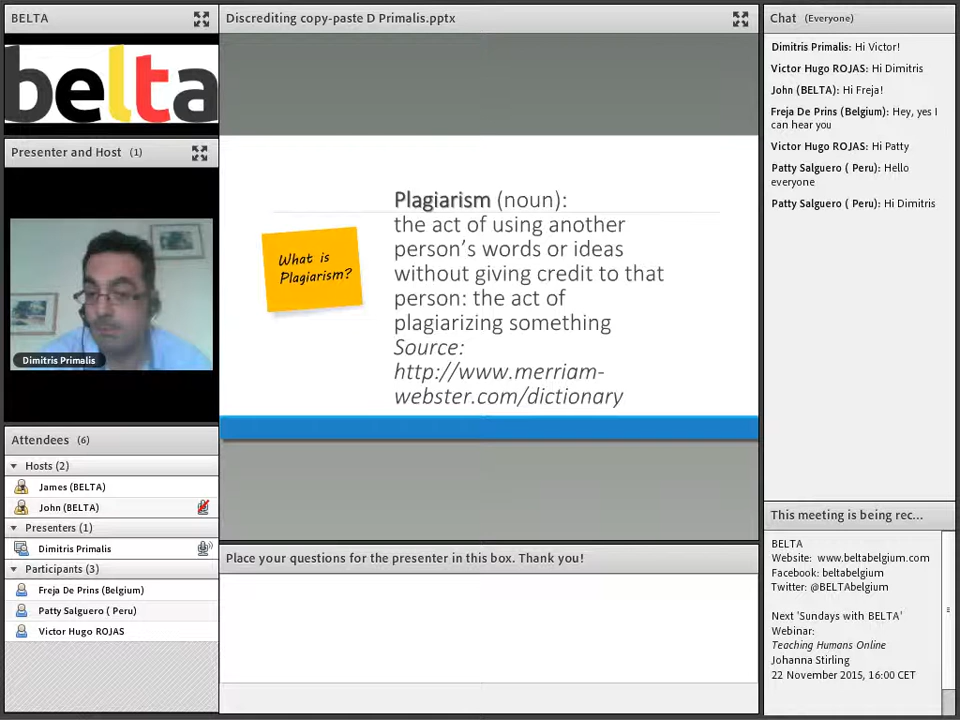 BELTA
belta
Presenter and Host (1)
Dimitris Primalis
Attendees (6)
Hosts (2)
James (BELTA)
John (BELTA)
Presenters (1)
Dimitris Primalis
Participants (3)
Freja De Prins (Belgium)
Patty Salguero ( Peru)
Victor Hugo ROJAS
Discrediting copy-paste D Primalis.pptx
What is
Plagiarism?
Plagiarism (noun):
the act of using another
person’s words or ideas
without giving credit to that
person: the act of
plagiarizing something
Source:
http://www.merriam-
webster.com/dictionary
Place your questions for the presenter in this box. Thank you!
Chat (Everyone)
Dimitris Primalis: Hi Victor!
Victor Hugo ROJAS: Hi Dimitris
John (BELTA): Hi Freja!
Freja De Prins (Belgium): Hey, yes I
can hear you
Victor Hugo ROJAS: Hi Patty
Patty Salguero ( Peru): Hello
everyone
Patty Salguero ( Peru): Hi Dimitris
This meeting is being rec...
BELTA
Website: www.beltabelgium.com
Facebook: beltabelgium
Twitter: @BELTAbelgium
Next 'Sundays with BELTA'
Webinar:
Teaching Humans Online
Johanna Stirling
22 November 2015, 16:00 CET